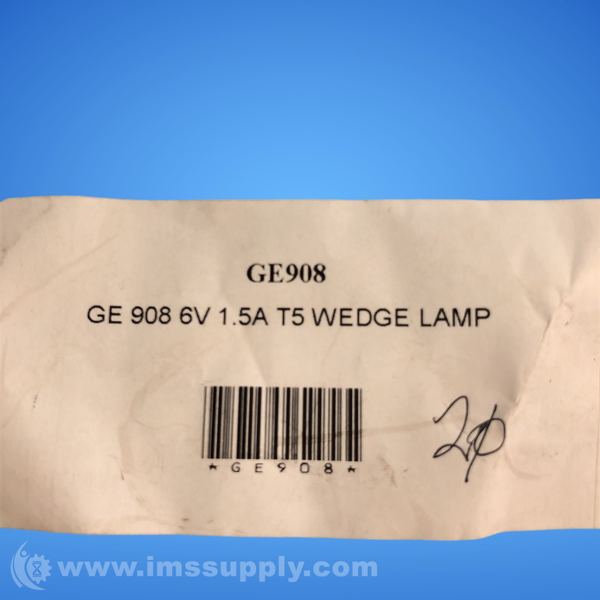 GE908
GE 908 6V 1.5A T5 WEDGE LAMP
*GE908*
20
www.imssupply.com